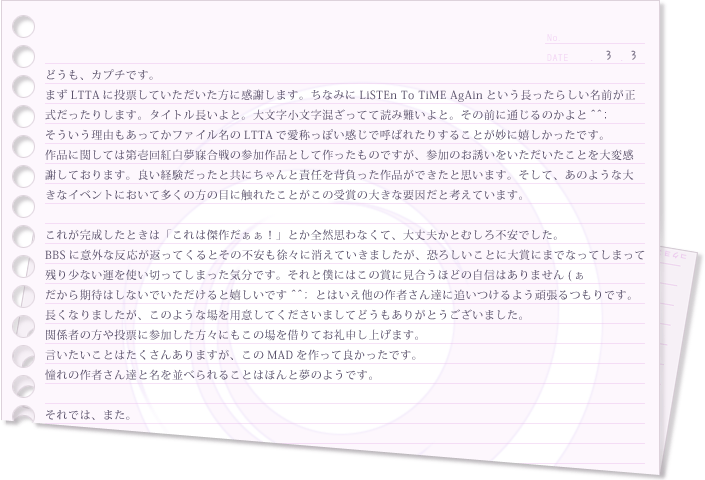 No.
DATE 3 3
どうも、カプチです。
まず LTTA に投票していただいた方に感謝します。ちなみに LiSTEn To TiME AgAin という長ったらしい名前が正
式だったりします。タイトル長いよと。大文字小文字混ざってて読み難いよと。その前に通じるのかよと ^^;
そういう理由もあってかファイル名の LTTA で愛称っぽい感じで呼ばれたりすることが妙に嬉しかったです。
作品に関しては第壱回紅白夢寐合戦の参加作品として作ったものですが、参加のお誘いをいただいたことを大変感
謝しております。良い経験だったと共にちゃんと責任を背負った作品ができたと思います。そして、あのような大
きなイベントにおいて多くの方の目に触れたことがこの受賞の大きな要因だと考えています。
これが完成したときは「これは傑作だぁぁ！」とか全然思わなくて、大丈夫かとむしろ不安でした。
BBS に意外な反応が返ってくるとその不安も徐々に消えていきましたが、恐ろしいことに大賞にまでなってしまって
残り少ない運を使い切ってしまった気分です。それと僕にはこの賞に見合うほどの自信はありません ( ぁ
だから期待はしないでいただけると嬉しいです ^^; とはいえ他の作者さん達に追いつけるよう頑張るつもりです。
長くなりましたが、このような場を用意してくださいましてどうもありがとうございました。
関係者の方や投票に参加した方々にもこの場を借りてお礼申し上げます。
言いたいことはたくさんありますが、この MAD を作って良かったです。
憧れの作者さん達と名を並べられることはほんと夢のようです。
それでは、また。